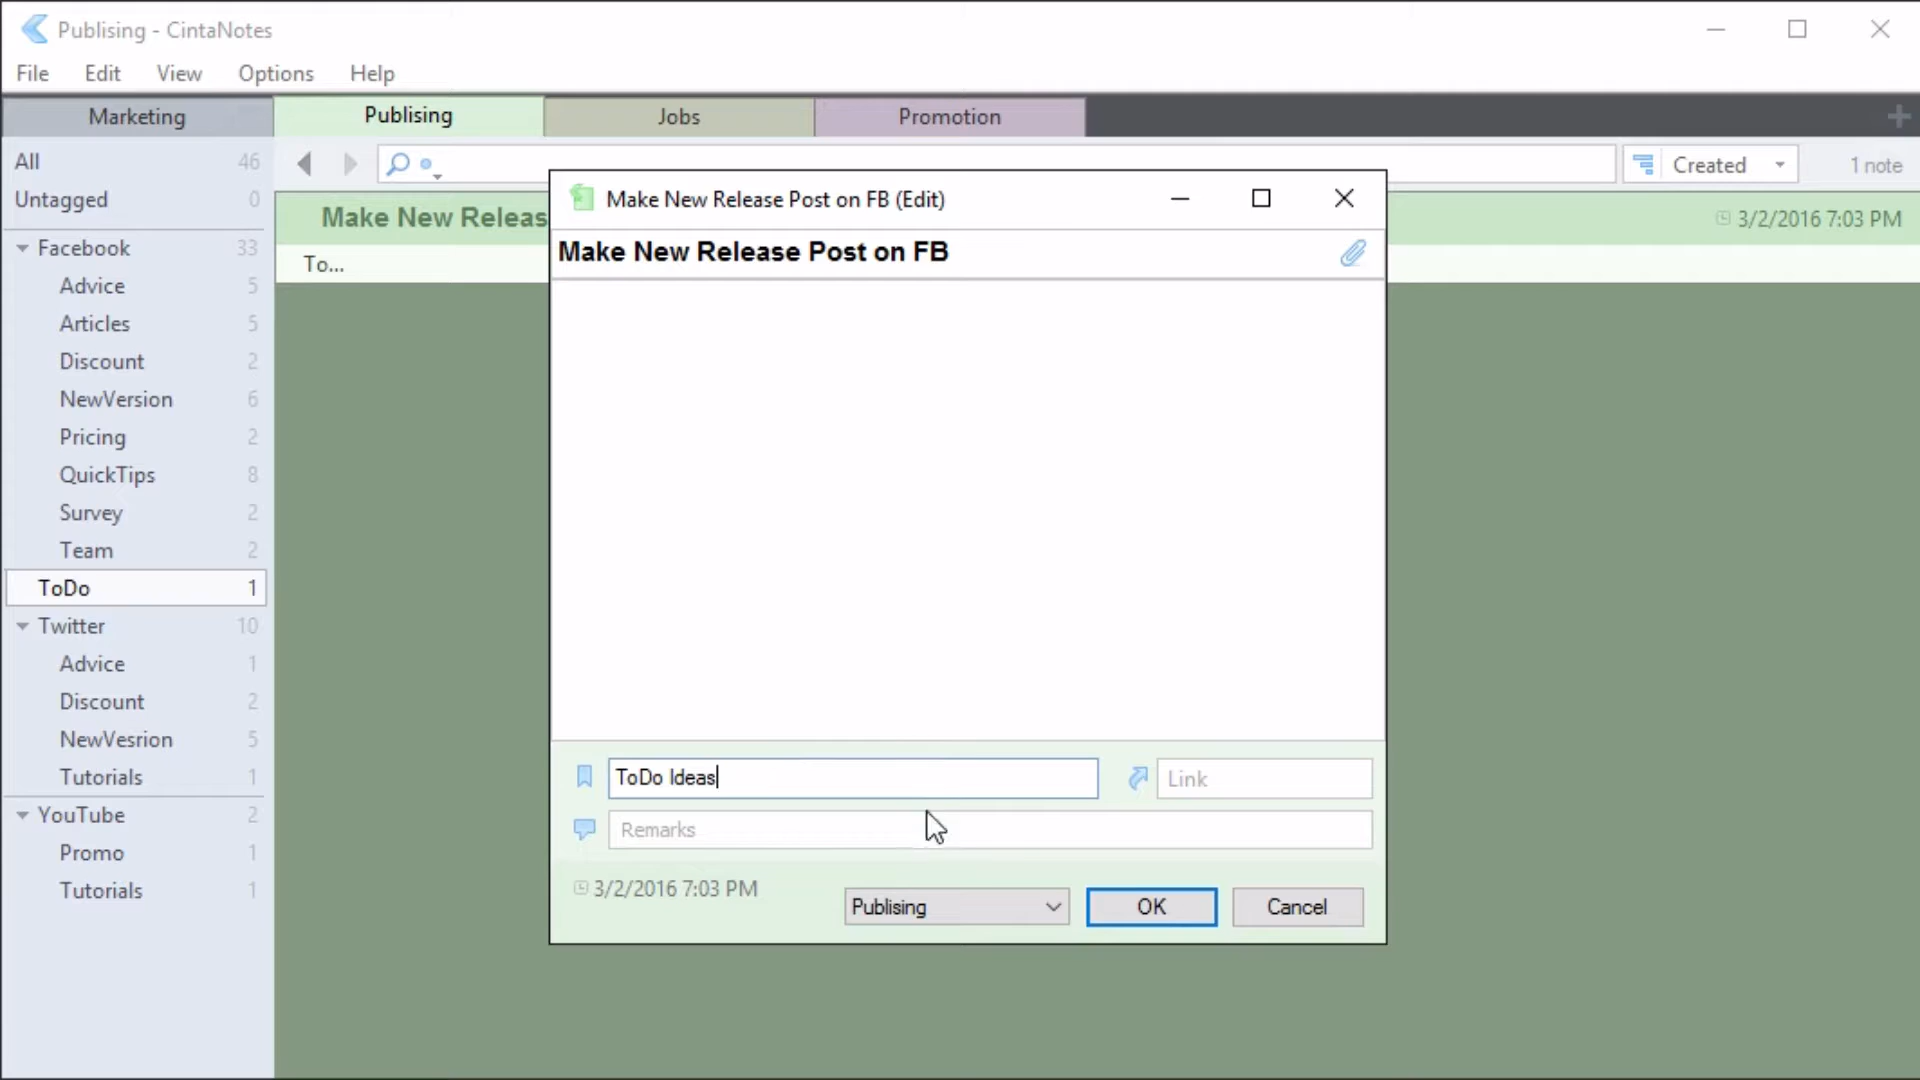 Publising - CintaNotes
File Edit View Options Help
Marketing Publising Jobs Promotion
All 46
Untagged 0
Facebook 33
Advice 5
Articles 5
Discount 2
NewVersion 6
Pricing 2
QuickTips 8
Survey 2
Team 2
ToDo 1
Twitter 10
Advice 1
Discount 2
NewVesrion 5
Tutorials 1
YouTube 2
Promo 1
Tutorials 1
Created 1 note
Make New Releas 3/2/2016 7:03 PM
To...
Make New Release Post on FB (Edit)
Make New Release Post on FB
ToDo Ideas Link
Remarks
3/2/2016 7:03 PM
Publising OK Cancel